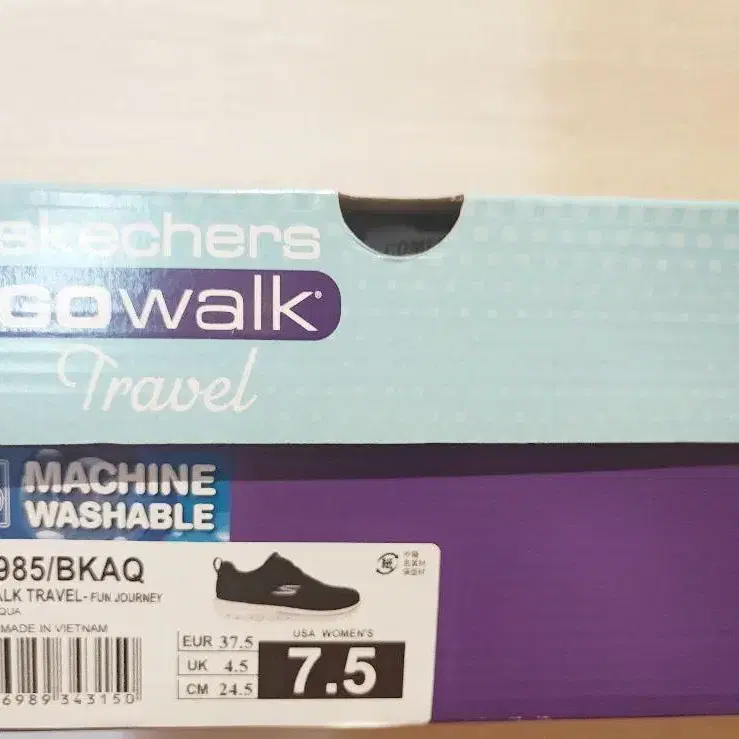 skechers
GOwalk®
Travel
MACHINE
WASHABLE
985/BKAQ
ALK TRAVEL- FUN JOURNEY
QUA
MADE IN VIETNAM
USA WOMEN'S
EUR 37.5
UK 4.5
CM 24.5
7.5
6989 343150
紙